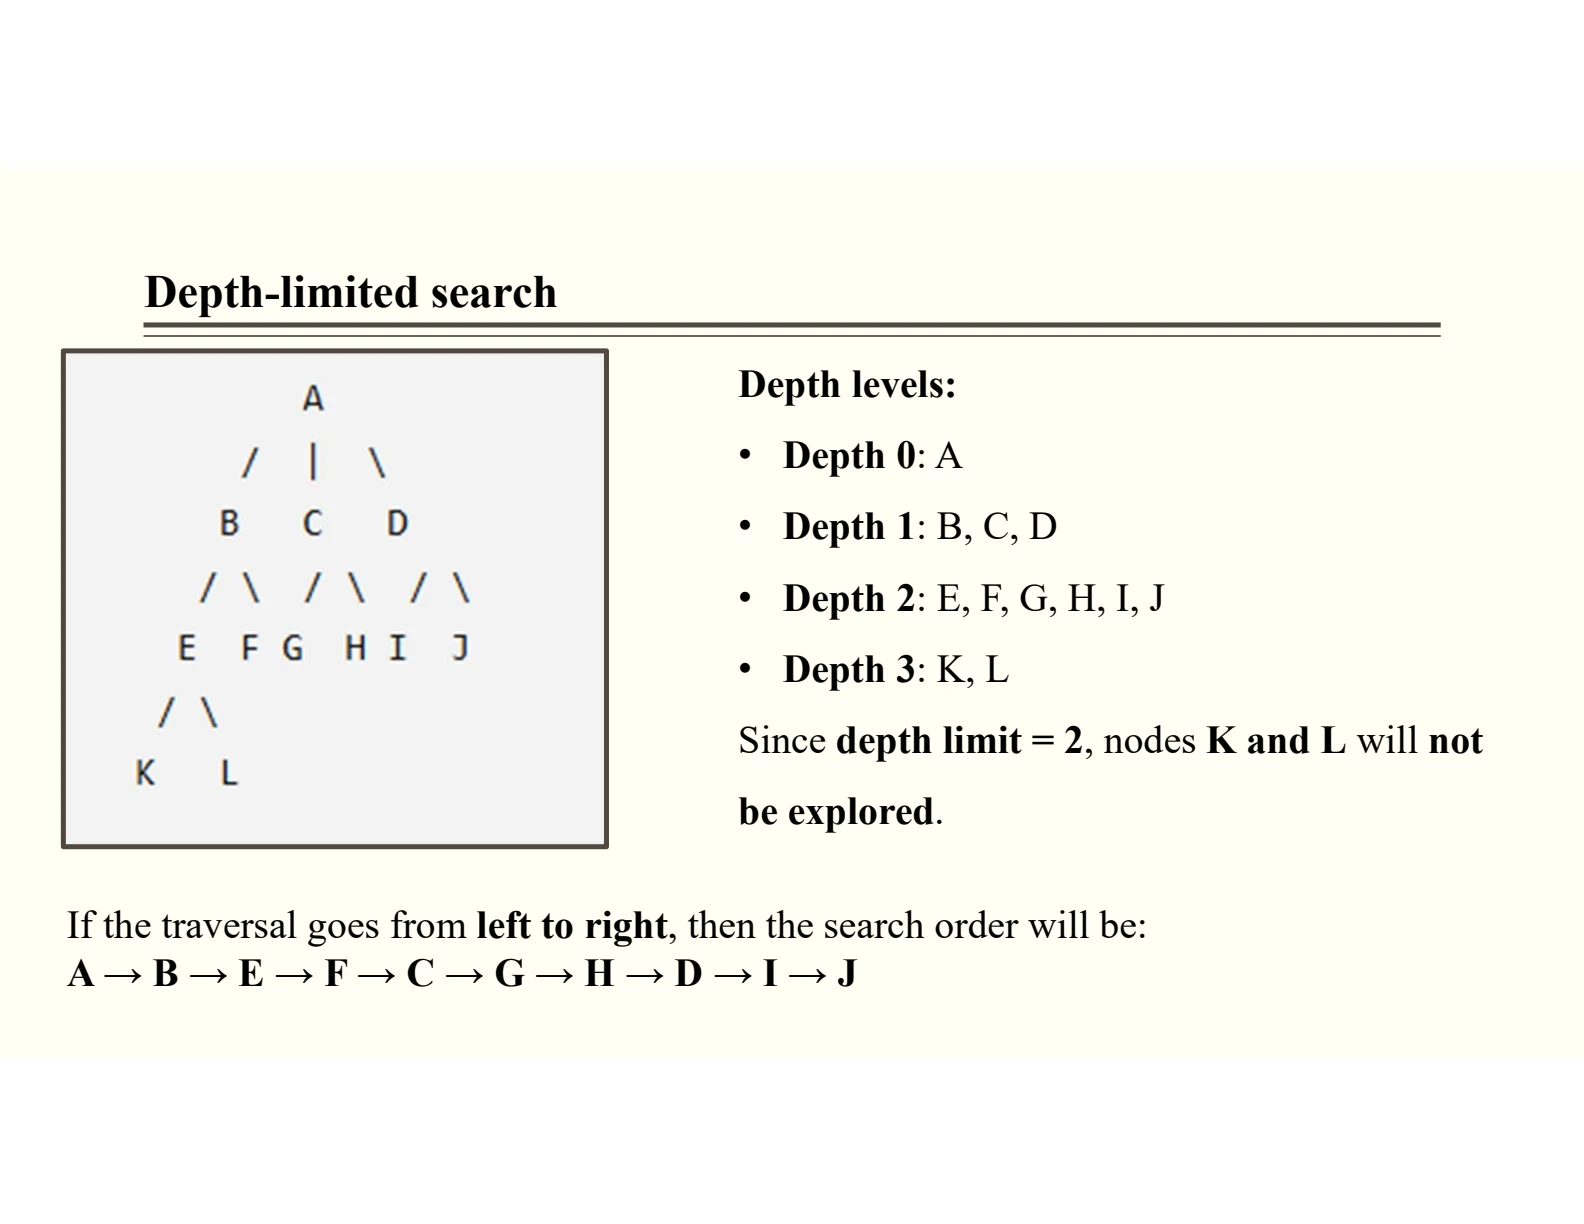 Depth-limited search
A
/ | \
B C D
/ \ / \ / \
E F G H I J
/ \
K L
Depth levels:
• Depth 0: A
• Depth 1: B, C, D
• Depth 2: E, F, G, H, I, J
• Depth 3: K, L
Since depth limit = 2, nodes K and L will not
be explored.
If the traversal goes from left to right, then the search order will be:
A → B → E → F → C → G → H → D → I → J